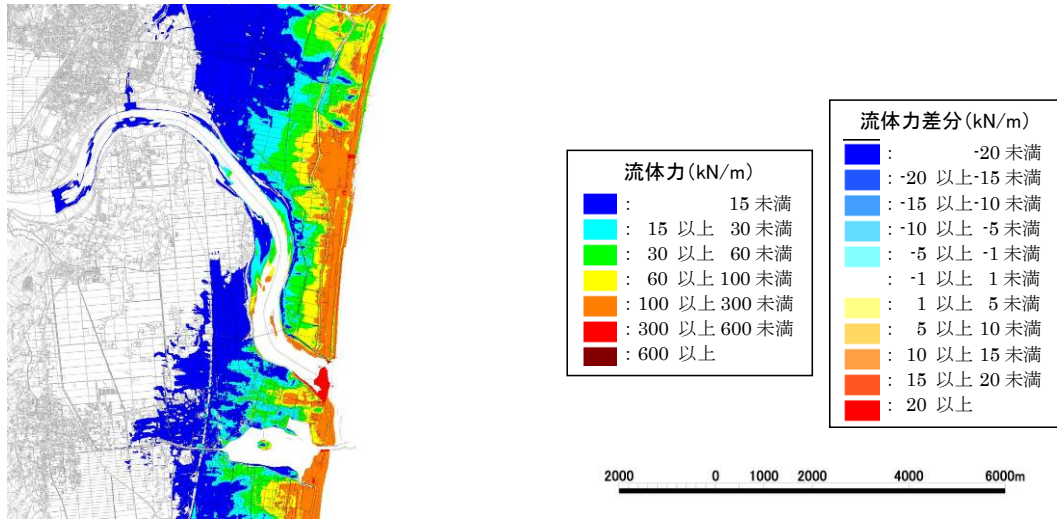 流体力(kN/m)
: 15 未満
: 15 以上 30 未満
: 30 以上 60 未満
: 60 以上 100 未満
: 100 以上 300 未満
: 300 以上 600 未満
: 600 以上
流体力差分(kN/m)
: -20 未満
: -20 以上-15 未満
: -15 以上-10 未満
: -10 以上 -5 未満
: -5 以上 -1 未満
-1 以上 1 未満
: 1 以上 5 未満
: 5 以上 10 未満
: 10 以上 15 未満
: 15 以上 20 未満
: 20 以上
2000 0 1000 2000 4000 6000m